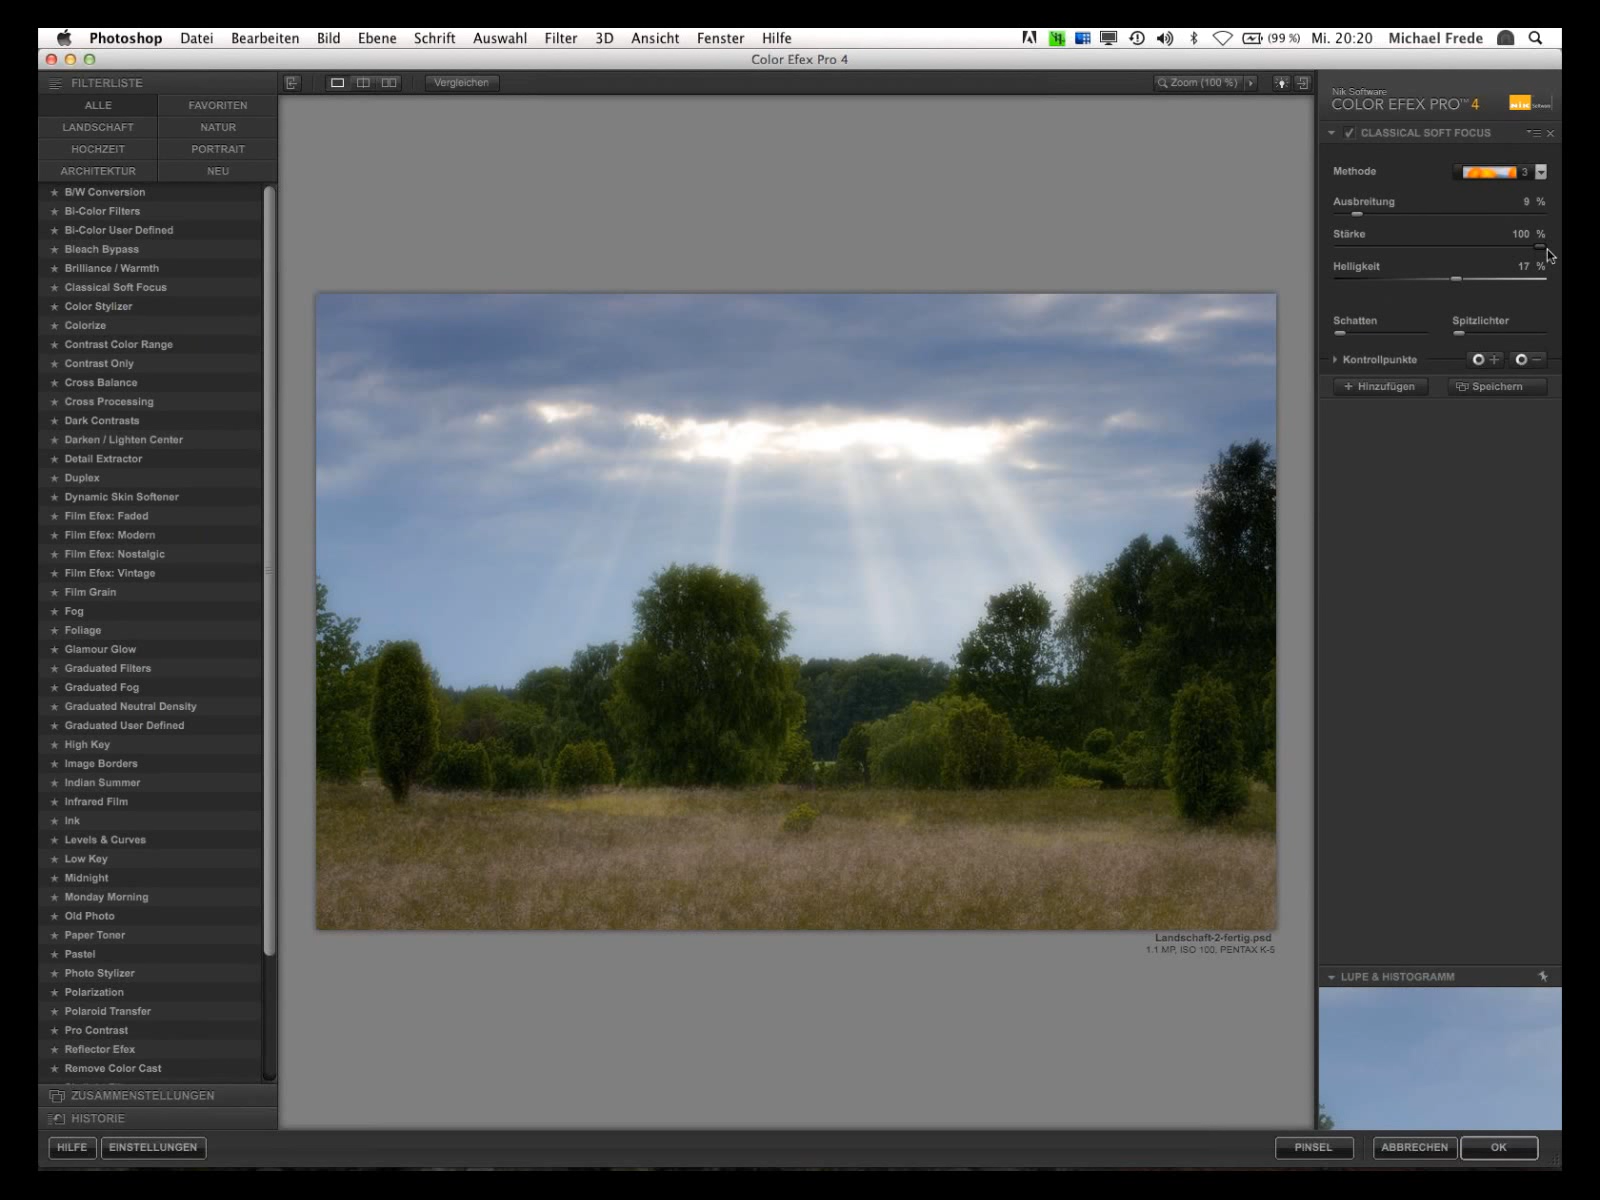 Photoshop Datei Bearbeiten Bild Ebene Schrift Auswahl Filter 3D Ansicht Fenster Hilfe (99 %) Mi. 20:20 Michael Frede
Color Efex Pro 4
FILTERLISTE
Vergleichen
Zoom (100 %)
ALLE FAVORITEN
LANDSCHAFT NATUR
HOCHZEIT PORTRAIT
ARCHITEKTUR NEU
B/W Conversion
Bi-Color Filters
Bi-Color User Defined
Bleach Bypass
Brilliance / Warmth
Classical Soft Focus
Color Stylizer
Colorize
Contrast Color Range
Contrast Only
Cross Balance
Cross Processing
Dark Contrasts
Darken / Lighten Center
Detail Extractor
Duplex
Dynamic Skin Softener
Film Efex: Faded
Film Efex: Modern
Film Efex: Nostalgic
Film Efex: Vintage
Film Grain
Fog
Foliage
Glamour Glow
Graduated Filters
Graduated Fog
Graduated Neutral Density
Graduated User Defined
High Key
Image Borders
Indian Summer
Infrared Film
Ink
Levels & Curves
Low Key
Midnight
Monday Morning
Old Photo
Paper Toner
Pastel
Photo Stylizer
Polarization
Polaroid Transfer
Pro Contrast
Reflector Efex
Remove Color Cast
ZUSAMMENSTELLUNGEN
HISTORIE
HILFE EINSTELLUNGEN
Landschaft-2-fertig.psd
1.1 MP, ISO 100, PENTAX K-5
Nik Software
COLOR EFEX PRO™ 4
CLASSICAL SOFT FOCUS
Methode 3
Ausbreitung 9 %
Stärke 100 %
Helligkeit 17 %
Schatten Spitzlichter
Kontrollpunkte
+ Hinzufügen Speichern
LUPE & HISTOGRAMM
PINSEL ABBRECHEN OK